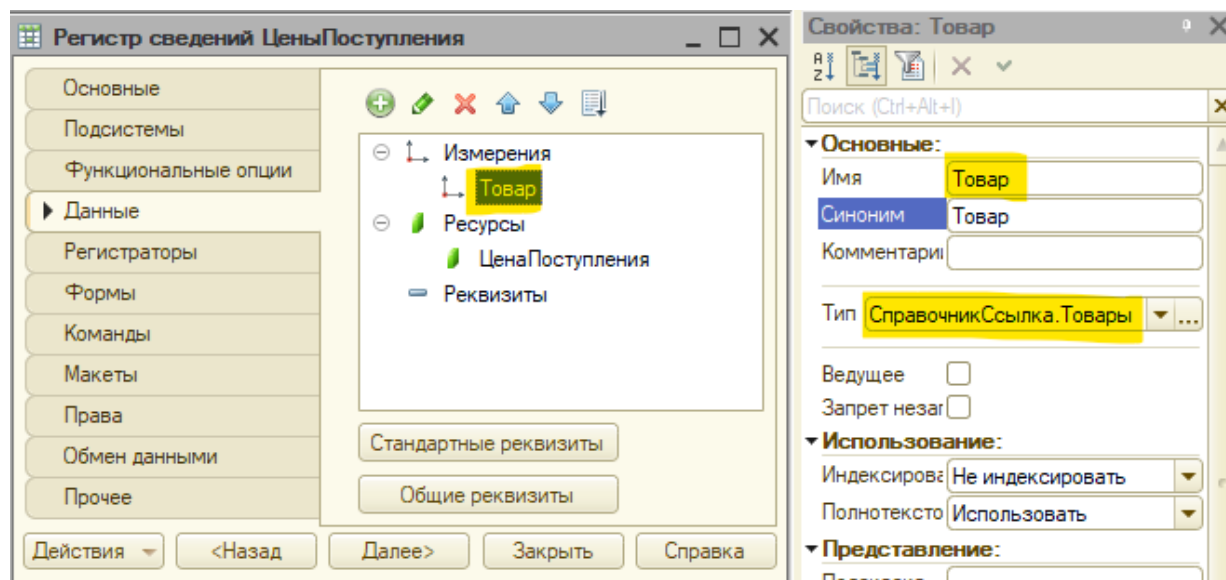 Регистр сведений ЦеныПоступления
Основные
Подсистемы
Функциональные опции
Данные
Регистраторы
Формы
Команды
Макеты
Права
Обмен данными
Прочее
Измерения
Товар
Ресурсы
ЦенаПоступления
Реквизиты
Стандартные реквизиты
Общие реквизиты
Действия
<Назад
Далее>
Закрыть
Справка
Свойства: Товар
Поиск (Ctrl+Alt+I)
Основные:
Имя Товар
Синоним Товар
Комментари
Тип СправочникСсылка.Товары ...
Ведущее
Запрет незаг
Использование:
Индексирова Не индексировать
Полнотексто Использовать
Представление: